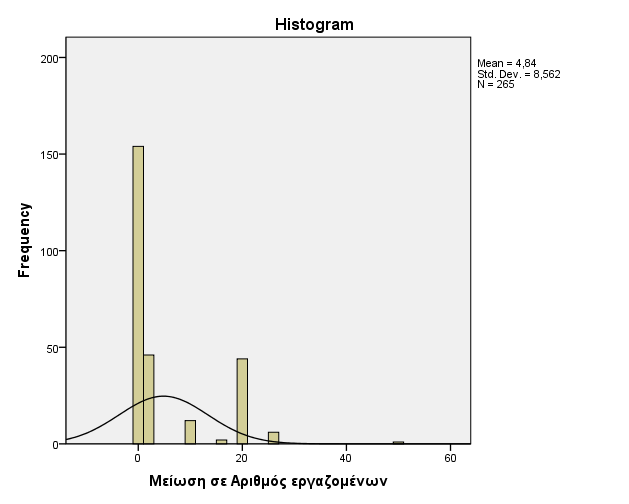 Histogram
Mean = 4,84
Std. Dev. = 8,562
N = 265
200
150
100
50
0
Frequency
0 20 40 60
Μείωση σε Αριθμός εργαζομένων